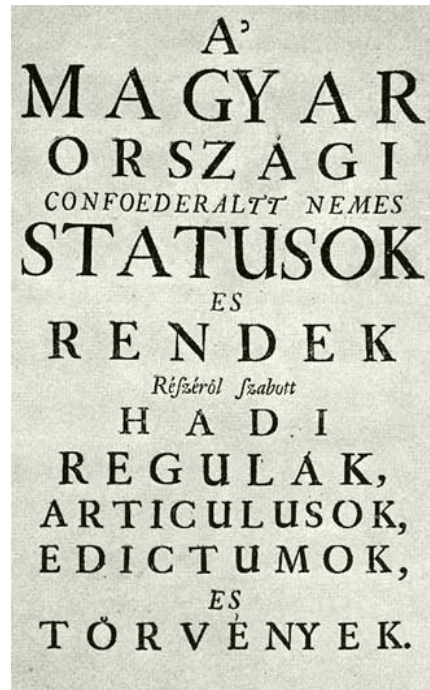 A’
MAGYAR
ORSZÁGI
CONFOEDERALTT NEMES
STATUSOK
ES
RENDEK
Réſzéről ſzabott
HADI
REGULÁK,
ARTICULUSOK,
EDICTUMOK,
ES
TÖRVÉNYEK.